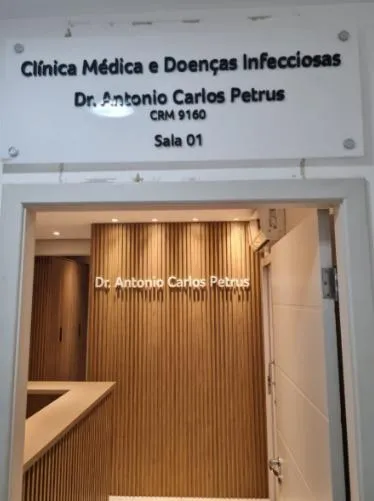 Clínica Médica e Doenças Infecciosas
Dr. Antonio Carlos Petrus
CRM 9160
Sala 01
Dr. Antonio Carlos Petrus